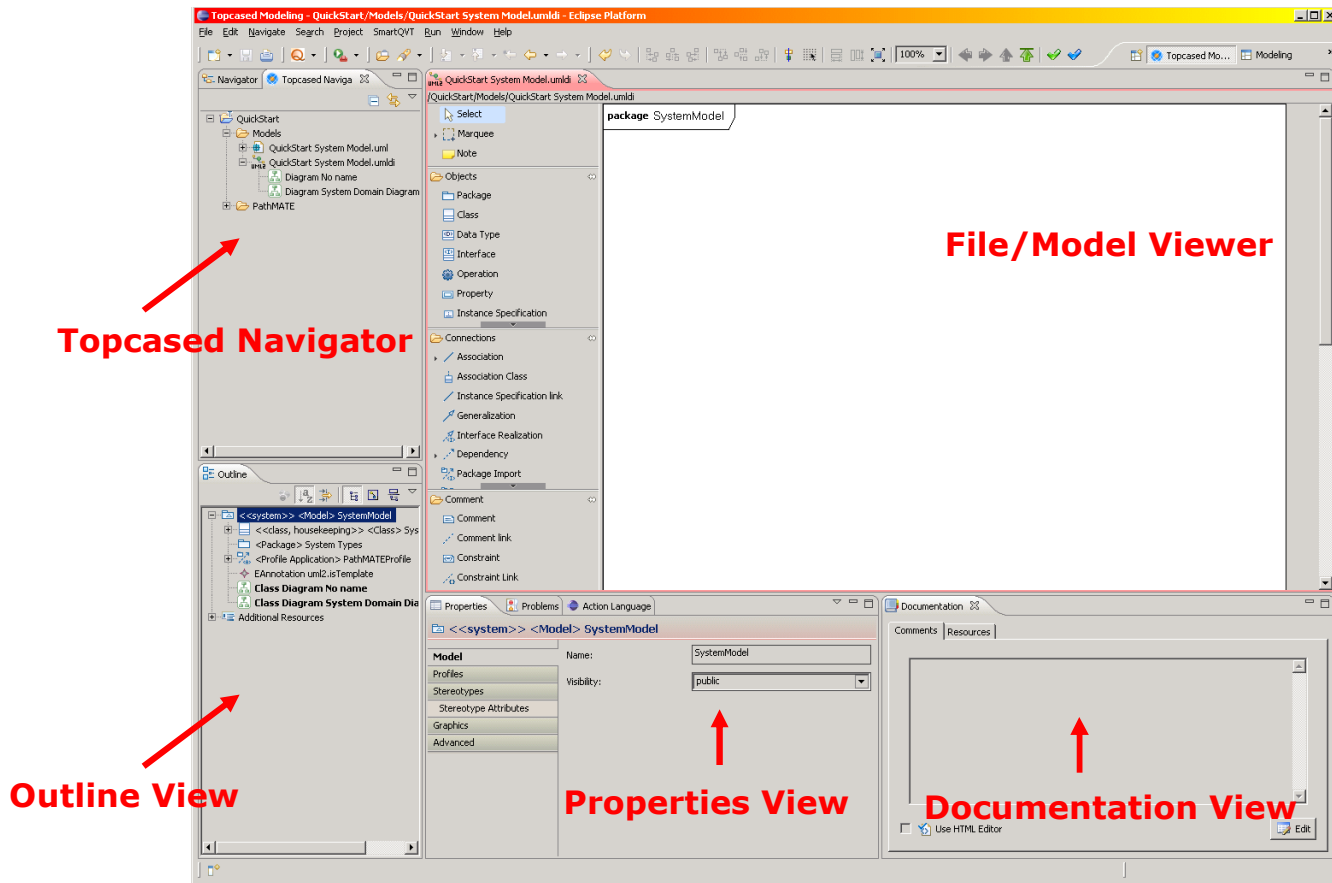 Topcased Modeling - QuickStart/Models/QuickStart System Model.umldi - Eclipse Platform
File Edit Navigate Search Project SmartQVT Run Window Help
100%
Topcased Mo...
Modeling
Navigator
Topcased Naviga
QuickStart
Models
QuickStart System Model.uml
QuickStart System Model.umldi
Diagram No name
Diagram System Domain Diagram
PathMATE
Topcased Navigator
QuickStart System Model.umldi
/QuickStart/Models/QuickStart System Model.umldi
Select
Marquee
Note
Objects
Package
Class
Data Type
Interface
Operation
Property
Instance Specification
Connections
Association
Association Class
Instance Specification link
Generalization
Interface Realization
Dependency
Package Import
Comment
Comment
Comment link
Constraint
Constraint Link
package SystemModel
File/Model Viewer
Outline
<<system>> <Model> SystemModel
<<class, housekeeping>> <Class> Sys
<Package> System Types
<Profile Application> PathMATEProfile
EAnnotation uml2.isTemplate
Class Diagram No name
Class Diagram System Domain Dia
Additional Resources
Outline View
Properties
Problems
Action Language
<<system>> <Model> SystemModel
Model
Profiles
Stereotypes
Stereotype Attributes
Graphics
Advanced
Name:
SystemModel
Visibility:
public
Properties View
Documentation
Comments
Resources
Documentation View
Use HTML Editor
Edit